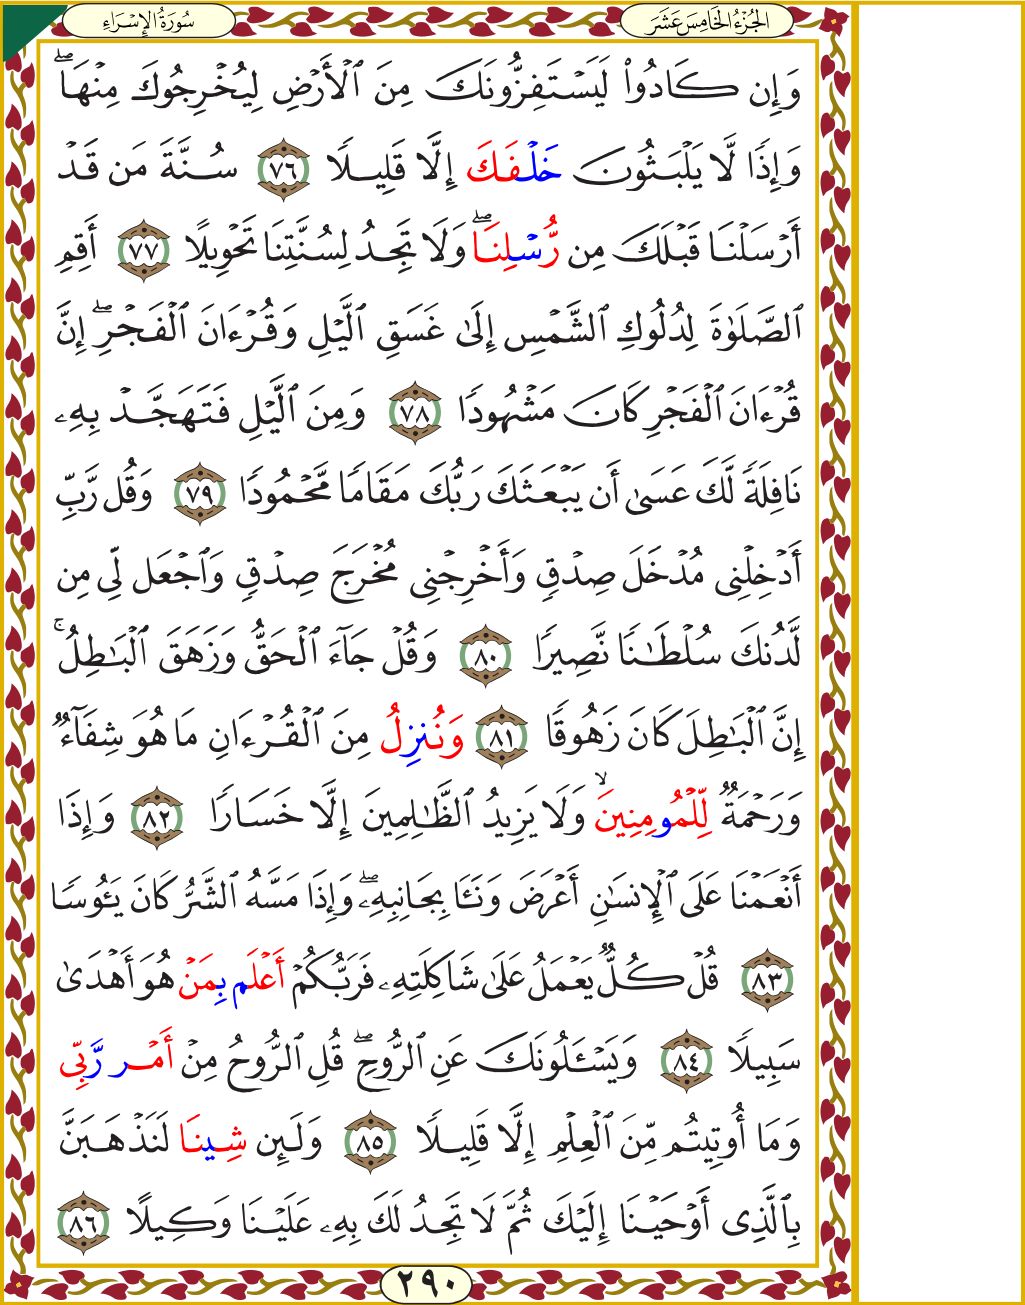 الجُزْءُ الخَامِسَ عَشَرَ
سُورَةُ الإِسْرَاءِ
وَإِن كَادُوا۟ لَيَسْتَفِزُّونَكَ مِنَ ٱلْأَرْضِ لِيُخْرِجُوكَ مِنْهَا ۖ
وَإِذًا لَّا يَلْبَثُونَ خَلْفَكَ إِلَّا قَلِيلًا ٧٦ سُنَّةَ مَن قَدْ
أَرْسَلْنَا قَبْلَكَ مِن رُّسْلِنَا ۖ وَلَا تَجِدُ لِسُنَّتِنَا تَحْوِيلًا ٧٧ أَقِمِ
ٱلصَّلَوٰةَ لِدُلُوكِ ٱلشَّمْسِ إِلَىٰ غَسَقِ ٱلَّيْلِ وَقُرْءَانَ ٱلْفَجْرِ ۖ إِنَّ
قُرْءَانَ ٱلْفَجْرِ كَانَ مَشْهُودًا ٧٨ وَمِنَ ٱلَّيْلِ فَتَهَجَّدْ بِهِۦ
نَافِلَةً لَّكَ عَسَىٰ أَن يَبْعَثَكَ رَبُّكَ مَقَامًا مَّحْمُودًا ٧٩ وَقُل رَّبِّ
أَدْخِلْنِى مُدْخَلَ صِدْقٍ وَأَخْرِجْنِى مُخْرَجَ صِدْقٍ وَٱجْعَل لِّى مِن
لَّدُنكَ سُلْطَـٰنًا نَّصِيرًا ٨٠ وَقُلْ جَآءَ ٱلْحَقُّ وَزَهَقَ ٱلْبَـٰطِلُ ۚ
إِنَّ ٱلْبَـٰطِلَ كَانَ زَهُوقًا ٨١ وَنُنزِلُ مِنَ ٱلْقُرْءَانِ مَا هُوَ شِفَآءٌ
وَرَحْمَةٌ لِّلْمُومِنِينَ ۙ وَلَا يَزِيدُ ٱلظَّـٰلِمِينَ إِلَّا خَسَارًا ٨٢ وَإِذَآ
أَنْعَمْنَا عَلَى ٱلْإِنسَـٰنِ أَعْرَضَ وَنَـَٔا بِجَانِبِهِۦ ۖ وَإِذَا مَسَّهُ ٱلشَّرُّ كَانَ يَـُٔوسًا
٨٣ قُلْ كُلٌّ يَعْمَلُ عَلَىٰ شَاكِلَتِهِۦ فَرَبُّكُمْ أَعْلَم بِمَنْ هُوَ أَهْدَىٰ
سَبِيلًا ٨٤ وَيَسْـَٔلُونَكَ عَنِ ٱلرُّوحِ ۖ قُلِ ٱلرُّوحُ مِنْ أَمْر رَّبِّى
وَمَآ أُوتِيتُم مِّنَ ٱلْعِلْمِ إِلَّا قَلِيلًا ٨٥ وَلَئِن شِينَا لَنَذْهَبَنَّ
بِٱلَّذِىٓ أَوْحَيْنَآ إِلَيْكَ ثُمَّ لَا تَجِدُ لَكَ بِهِۦ عَلَيْنَا وَكِيلًا ٨٦
٢٩٠